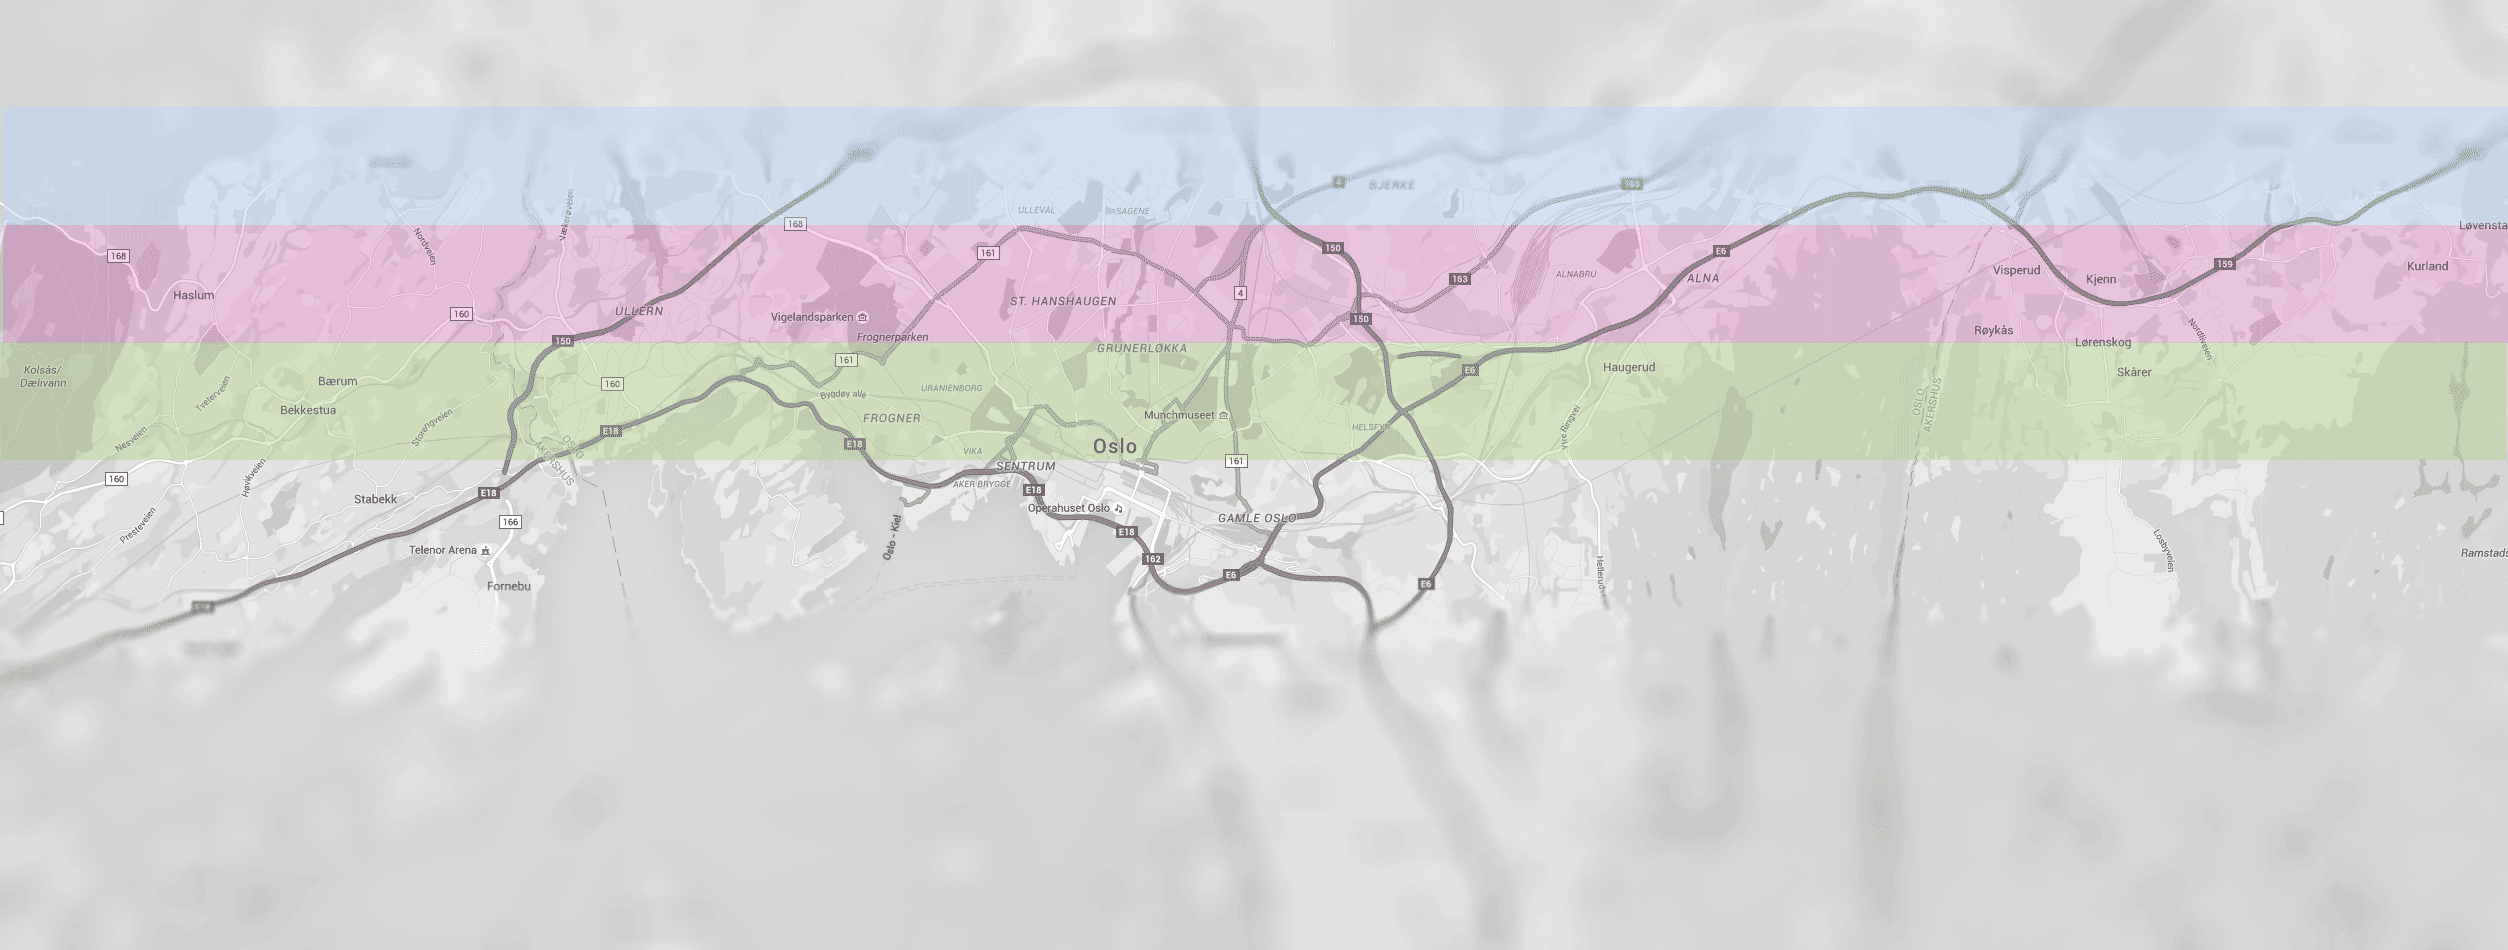 4
BJERKE
163
ULLEVÅL
SAGENE
168
Vækerøveien
Løvensta
Nordveien
150
161
E6
168
163
ALNABRU
ALNA
159
Visperud
Kjenn
Kurland
Haslum
4
ST. HANSHAUGEN
160
ULLERN
Vigelandsparken
150
Røykås
Nordliveien
150
Frognerparken
GRÜNERLØKKA
Lørenskog
161
Kolsås/
Dælivann
Bærum
160
E6
Haugerud
Skårer
Tveterveien
URANIENBORG
Bygdøy allé
OSLO
AKERSHUS
Bekkestua
FROGNER
Munchmuseet
Storengveien
HELSFYR
Ytre Ringvei
Nesveien
E18
E18
OSLO
AKERSHUS
VIKA
Oslo
161
SENTRUM
160
Høvikveien
AKER BRYGGE
Stabekk
E18
E18
Operahuset Oslo
GAMLE OSLO
166
Presteveien
Oslo - Kiel
E18
Telenor Arena
162
Losbyveien
Ramstads
Fornebu
E6
E6
Hellerud
E18